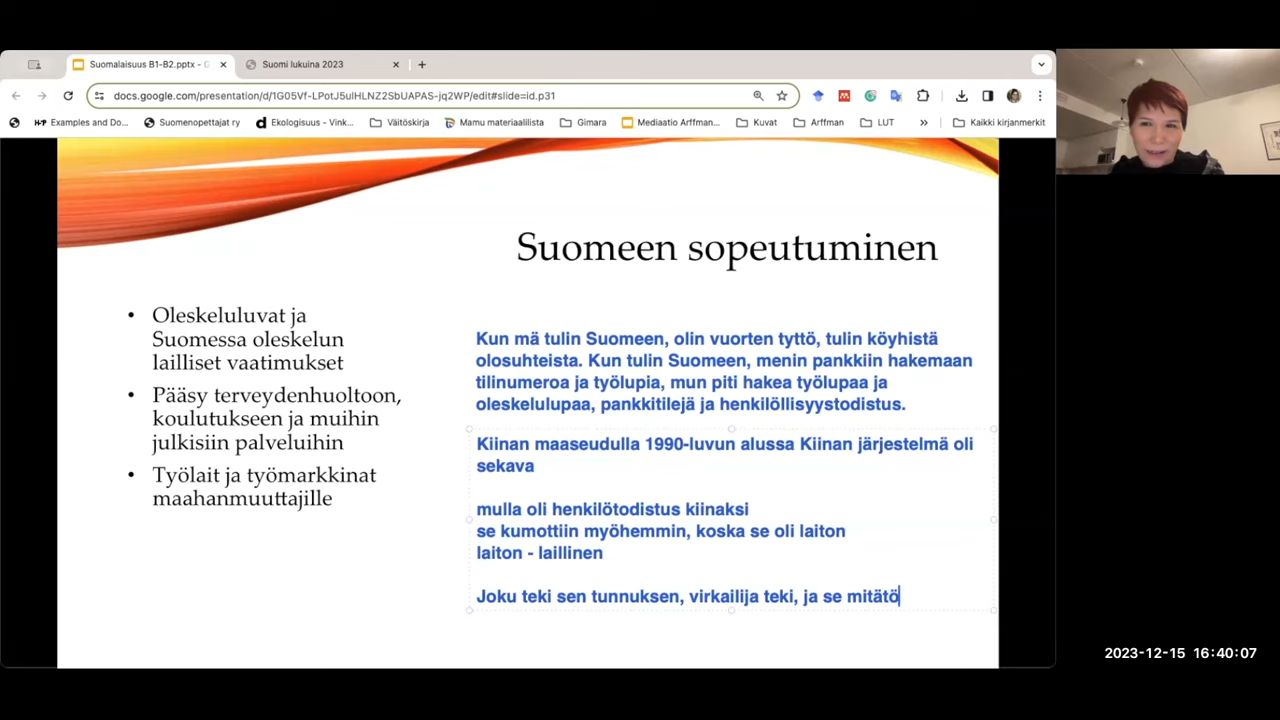 Suomalaisuus B1-B2.pptx - G
Suomi lukuina 2023
docs.google.com/presentation/d/1G05Vf-LPotJ5ulHLNZ2SbUAPAS-jq2WP/edit#slide=id.p31
Examples and Do...
Suomenopettajat ry
Ekologisuus - Vink...
Väitöskirja
Mamu materiaalilista
Gimara
Mediaatio Arffman...
Kuvat
Arffman
LUT
»
Kaikki kirjanmerkit
Suomeen sopeutuminen
• Oleskeluluvat ja
Suomessa oleskelun
lailliset vaatimukset
• Pääsy terveydenhuoltoon,
koulutukseen ja muihin
julkisiin palveluihin
• Työlait ja työmarkkinat
maahanmuuttajille
Kun mä tulin Suomeen, olin vuorten tyttö, tulin köyhistä
olosuhteista. Kun tulin Suomeen, menin pankkiin hakemaan
tilinumeroa ja työlupia, mun piti hakea työlupaa ja
oleskelulupaa, pankkitilejä ja henkilöllisyystodistus.
Kiinan maaseudulla 1990-luvun alussa Kiinan järjestelmä oli
sekava
mulla oli henkilötodistus kiinaksi
se kumottiin myöhemmin, koska se oli laiton
laiton - laillinen
Joku teki sen tunnuksen, virkailija teki, ja se mitätö
2023-12-15 16:40:07